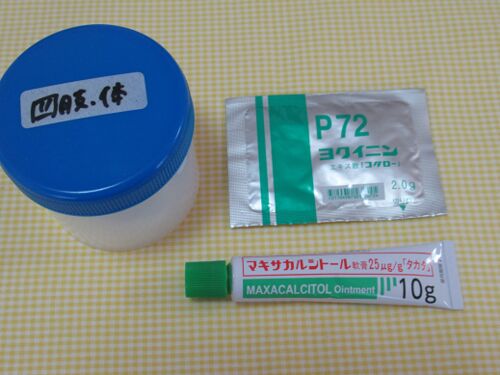 四肢・体
P72
ヨクイニン
エキス散「コタロー」
2.0g
マキサカルシトール軟膏25μg/g「タカタ」
MAXACALCITOL Ointment
10g